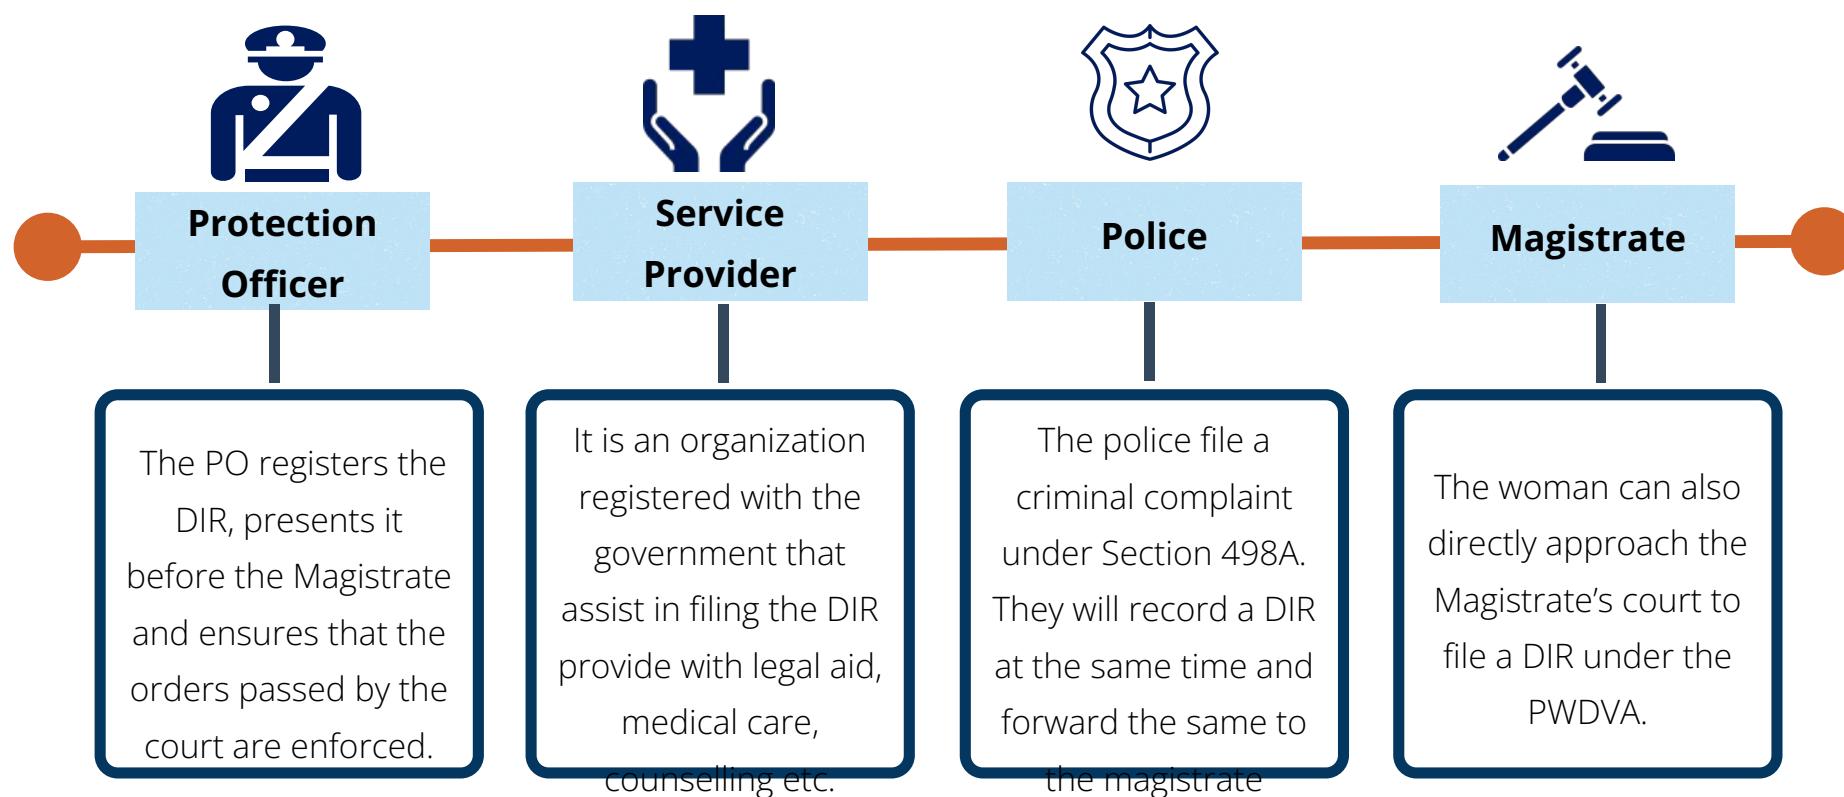 Protection
Officer
Service
Provider
Police
Magistrate
The PO registers the
DIR, presents it
before the Magistrate
and ensures that the
orders passed by the
court are enforced.
It is an organization
registered with the
government that
assist in filing the DIR
provide with legal aid,
medical care,
counselling etc.
The police file a
criminal complaint
under Section 498A.
They will record a DIR
at the same time and
forward the same to
the magistrate
The woman can also
directly approach the
Magistrate’s court to
file a DIR under the
PWDVA.